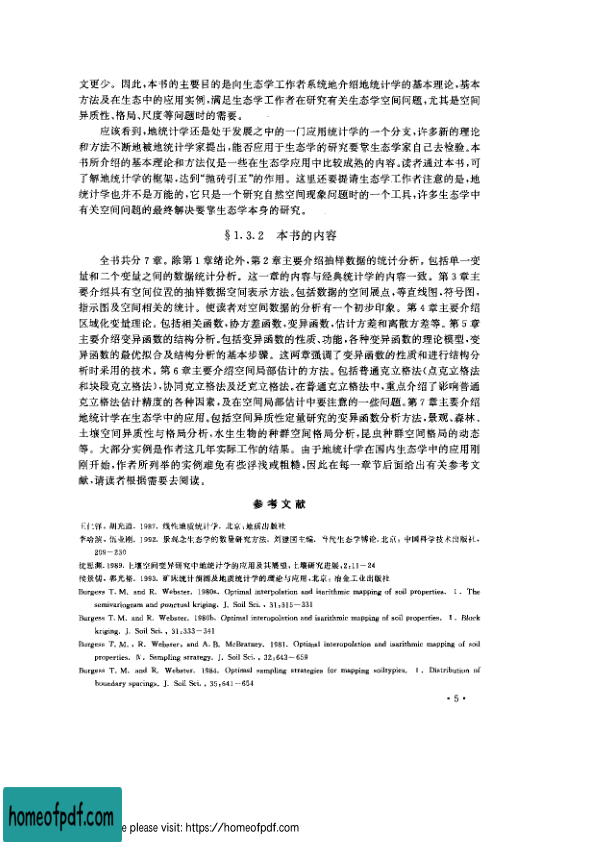 文更少。因此,本书的主要目的是向生态学工作者系统地介绍地统计学的基本理论,基本
方法及在生态中的应用实例,满足生态学工作者在研究有关生态学空间问题,尤其是空间
异质性、格局、尺度等问题时的需要。
应该看到,地统计学还是处于发展之中的一门应用统计学的一个分支,许多新的理论
和方法不断地被地统计学家提出,能否应用于生态学的研究要靠生态学家自己去检验。本
书所介绍的基本理论和方法仅是一些在生态学应用中比较成熟的内容。读者通过本书,可
了解地统计学的框架,达到“抛砖引玉”的作用。这里还要提请生态学工作者注意的是,地
统计学也并不是万能的,它只是一个研究自然空间现象问题时的一个工具,许多生态学中
有关空间问题的最终解决要靠生态学本身的研究。
§1.3.2 本书的内容
全书共分7章。除第1章绪论外,第2章主要介绍抽样数据的统计分析。包括单一变
量和二个变量之间的数据统计分析。这一章的内容与经典统计学的内容一致。第3章主
要介绍具有空间位置的抽样数据空间表示方法。包括数据的空间展点,等直线图,符号图,
指示图及空间相关的统计。使读者对空间数据的分析有一个初步印象。第4章主要介绍
区域化变量理论。包括相关函数,协方差函数,变异函数,估计方差和离散方差等。第5章
主要介绍变异函数的结构分析。包括变异函数的性质、功能,各种变异函数的理论模型,变
异函数的最优拟合及结构分析的基本步骤。这两章强调了变异函数的性质和进行结构分
析时采用的技术。第6章主要介绍空间局部估计的方法。包括普通克立格法(点克立格法
和块段克立格法),协同克立格法及泛克立格法。在普通克立格法中,重点介绍了影响普通
克立格法估计精度的各种因素,及在空间局部估计中要注意的一些问题。第7章主要介绍
地统计学在生态学中的应用。包括空间异质性定量研究的变异函数分析方法,景观、森林、
土壤空间异质性与格局分析,水生生物的种群空间格局分析,昆虫种群空间格局的动态
等。大部分实例是作者这几年实际工作的结果。由于地统计学在国内生态学中的应用刚
刚开始,作者所列举的实例难免有些浮浅或粗糙,因此在每一章节后面给出有关参考文
献,请读者根据需要去阅读。
参考文献
王仁铎,胡光道. 1987. 线性地质统计学. 北京:地质出版社
李哈滨,伍业刚. 1992. 景观生态学的数量研究方法. 刘建国主编. 当代生态学博论. 北京:中国科学技术出版社,
209－230
沈思渊. 1989. 土壤空间变异研究中地统计学的应用及其展望. 土壤研究进展,2:11－24
侯景儒,郭光裕. 1993. 矿床统计预测及地质统计学的理论与应用. 北京:冶金工业出版社
Burgess T. M. and R. Webster. 1980a. Optimal interpolation and isarithmic mapping of soil properties. Ⅰ. The
semivariogram and punctual kriging. J. Soil Sci., 31:315－331
Burgess T. M. and R. Webster. 1980b. Optimal interopolation and isarithmic mapping of soil properties. Ⅱ. Block
kriging. J. Soil Sci., 31:333－341
Burgess T. M., R. Webster, and A. B. McBratney. 1981. Optimal interopolation and isarithmic mapping of soil
properties. Ⅳ. Sempling strategy. J. Soil Sci., 32:643－659
Burgess T. M. and R. Webster. 1984. Optimal sampling strategies for mapping soiltypies. Ⅰ. Distribution of
boundary spacings. J. Soil Sci., 35:641－654
·5·
homeofpdf.com
e please visit: https://homeofpdf.com